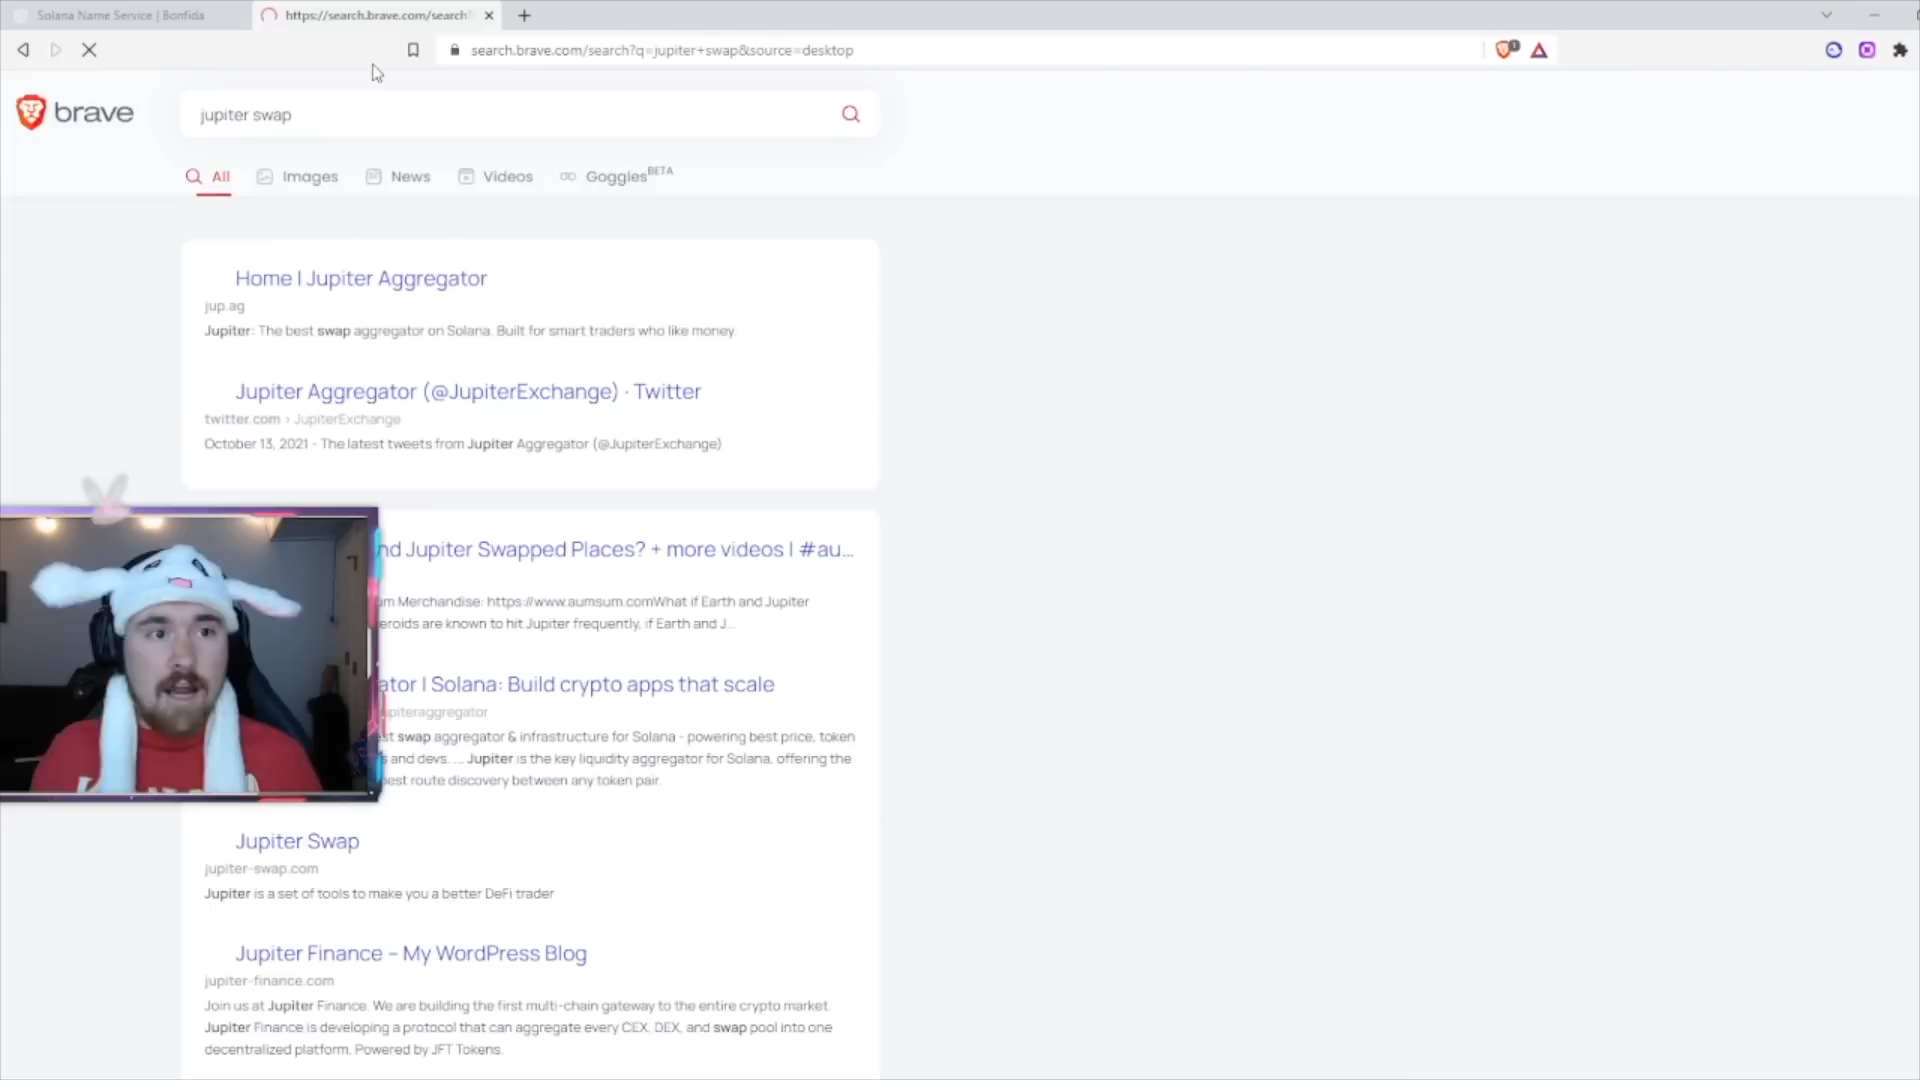 Solana Name Service | Bonfida
https://search.brave.com/search?
search.brave.com/search?q=jupiter+swap&source=desktop
1
brave
jupiter swap
All
Images
News
Videos
Goggles BETA
Home | Jupiter Aggregator
jup.ag
Jupiter: The best swap aggregator on Solana. Built for smart traders who like money.
Jupiter Aggregator (@JupiterExchange) · Twitter
twitter.com › JupiterExchange
October 13, 2021 - The latest tweets from Jupiter Aggregator (@JupiterExchange)
nd Jupiter Swapped Places? + more videos | #au...
um Merchandise: https://www.aumsum.comWhat if Earth and Jupiter
eroids are known to hit Jupiter frequently, if Earth and J...
ator | Solana: Build crypto apps that scale
upiteraggregator
st swap aggregator & infrastructure for Solana - powering best price, token
s and devs. ... Jupiter is the key liquidity aggregator for Solana, offering the
best route discovery between any token pair.
Jupiter Swap
jupiter-swap.com
Jupiter is a set of tools to make you a better DeFi trader
Jupiter Finance – My WordPress Blog
jupiter-finance.com
Join us at Jupiter Finance. We are building the first multi-chain gateway to the entire crypto market.
Jupiter Finance is developing a protocol that can aggregate every CEX, DEX, and swap pool into one
decentralized platform. Powered by JFT Tokens.